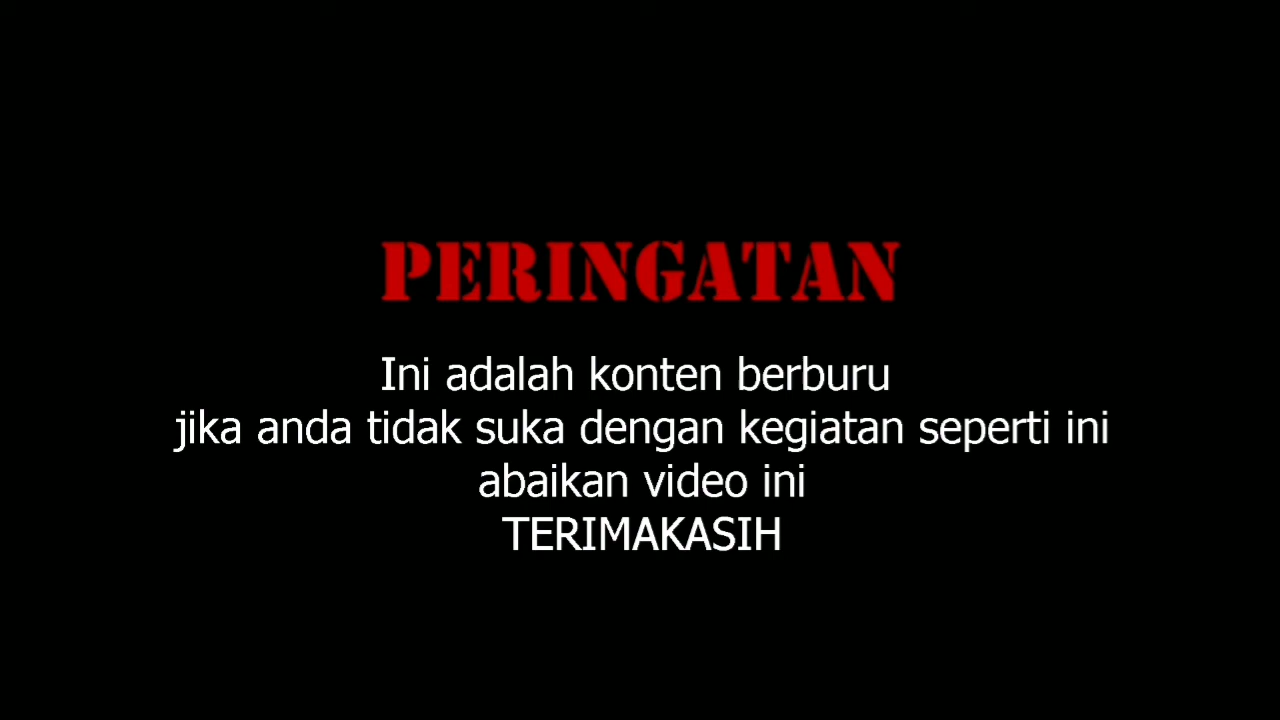 PERINGATAN
Ini adalah konten berburu
jika anda tidak suka dengan kegiatan seperti ini
abaikan video ini
TERIMAKASIH